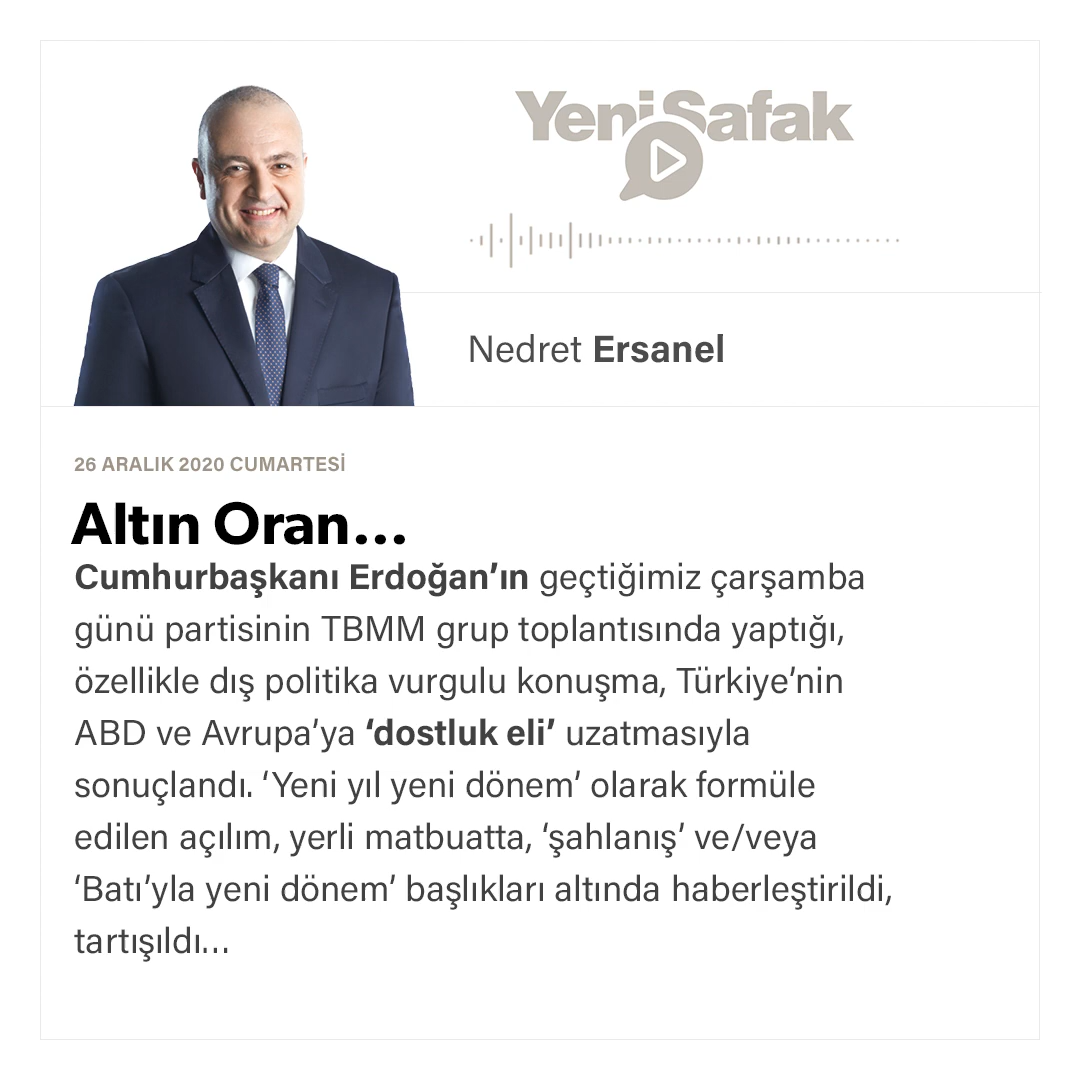 YeniŞafak
Nedret Ersanel
26 ARALIK 2020 CUMARTESİ
Altın Oran…
Cumhurbaşkanı Erdoğan’ın geçtiğimiz çarşamba
günü partisinin TBMM grup toplantısında yaptığı,
özellikle dış politika vurgulu konuşma, Türkiye’nin
ABD ve Avrupa’ya ‘dostluk eli’ uzatmasıyla
sonuçlandı. ‘Yeni yıl yeni dönem’ olarak formüle
edilen açılım, yerli matbuatta, ‘şahlanış’ ve/veya
‘Batı’yla yeni dönem’ başlıkları altında haberleştirildi,
tartışıldı…